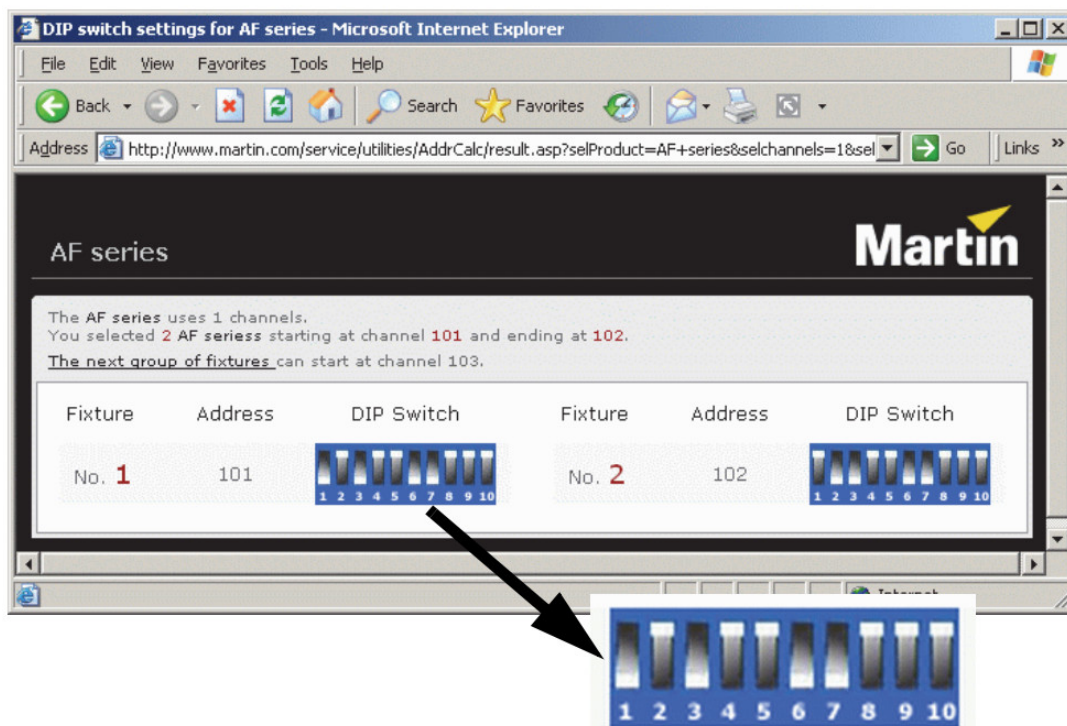 DIP switch settings for AF series - Microsoft Internet Explorer
File Edit View Favorites Tools Help
Back Search Favorites
Address http://www.martin.com/service/utilities/AddrCalc/result.asp?selProduct=AF+series&selchannels=1&sel Go Links »
AF series
Martin
The AF series uses 1 channels.
You selected 2 AF seriess starting at channel 101 and ending at 102.
The next group of fixtures can start at channel 103.
Fixture Address DIP Switch Fixture Address DIP Switch
No. 1 101 1 2 3 4 5 6 7 8 9 10 No. 2 102 1 2 3 4 5 6 7 8 9 10
Internet
1 2 3 4 5 6 7 8 9 10